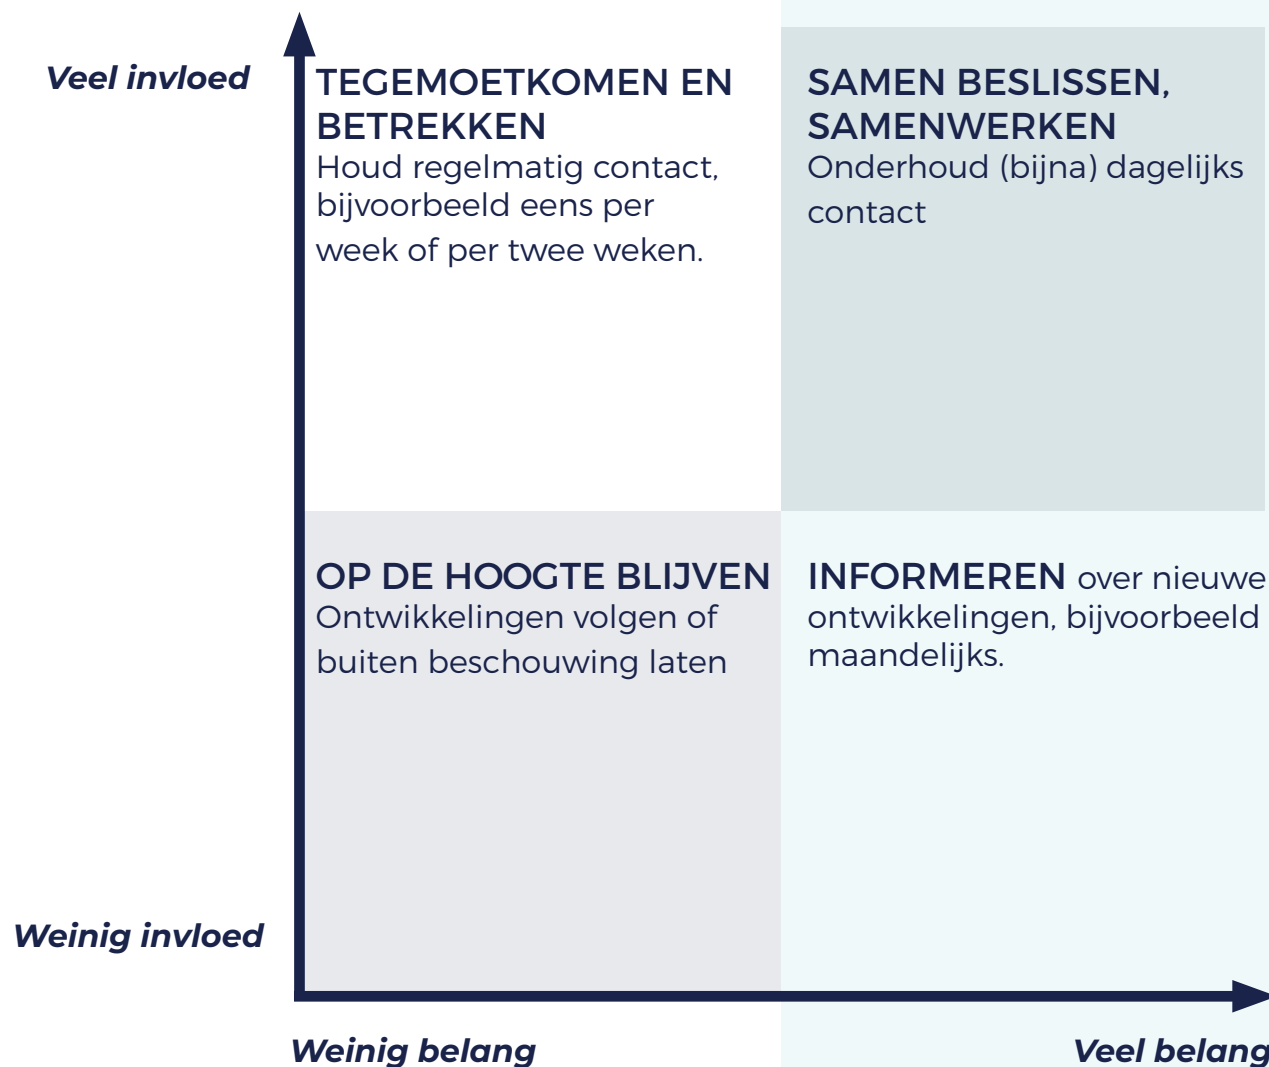 Veel invloed
TEGEMOETKOMEN EN
BETREKKEN
Houd regelmatig contact,
bijvoorbeeld eens per
week of per twee weken.
SAMEN BESLISSEN,
SAMENWERKEN
Onderhoud (bijna) dagelijks
contact
OP DE HOOGTE BLIJVEN
Ontwikkelingen volgen of
buiten beschouwing laten
INFORMEREN over nieuwe
ontwikkelingen, bijvoorbeeld
maandelijks.
Weinig invloed
Weinig belang
Veel belang